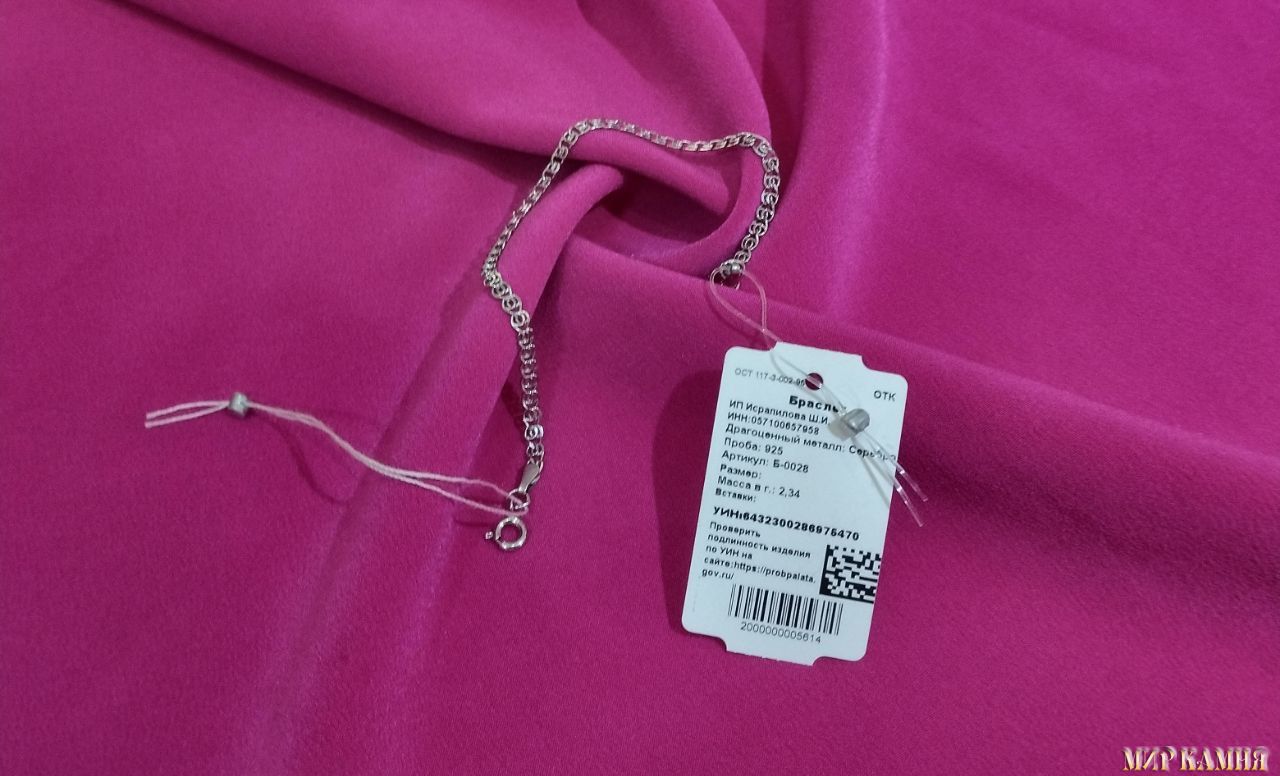 ОСТ 117-3-002-95
ОТК
Браслет
ИП Исрапилова Ш.И.
ИНН:057100657958
Драгоценный металл: Серебро
Проба: 925
Артикул: Б-0028
Размер:
Масса в г.: 2,34
Вставки:
УИН:6432300286975470
Проверить
подлинность изделия
по УИН на
сайте:https://probpalata.
gov.ru/
2000000005614
МИР КАМНЯ